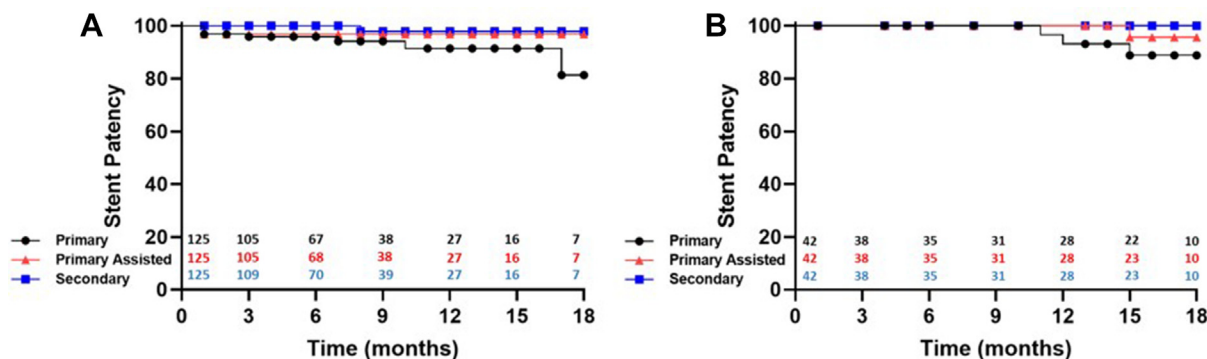 A
100
80
60
40
20
0
Stent Patency
Primary 125 105 67 38 27 16 7
Primary Assisted 125 105 68 38 27 16 7
Secondary 125 109 70 39 27 16 7
0 3 6 9 12 15 18
Time (months)
B
100
80
60
40
20
0
Stent Patency
Primary 42 38 35 31 28 22 10
Primary Assisted 42 38 35 31 28 23 10
Secondary 42 38 35 31 28 23 10
0 3 6 9 12 15 18
Time (months)